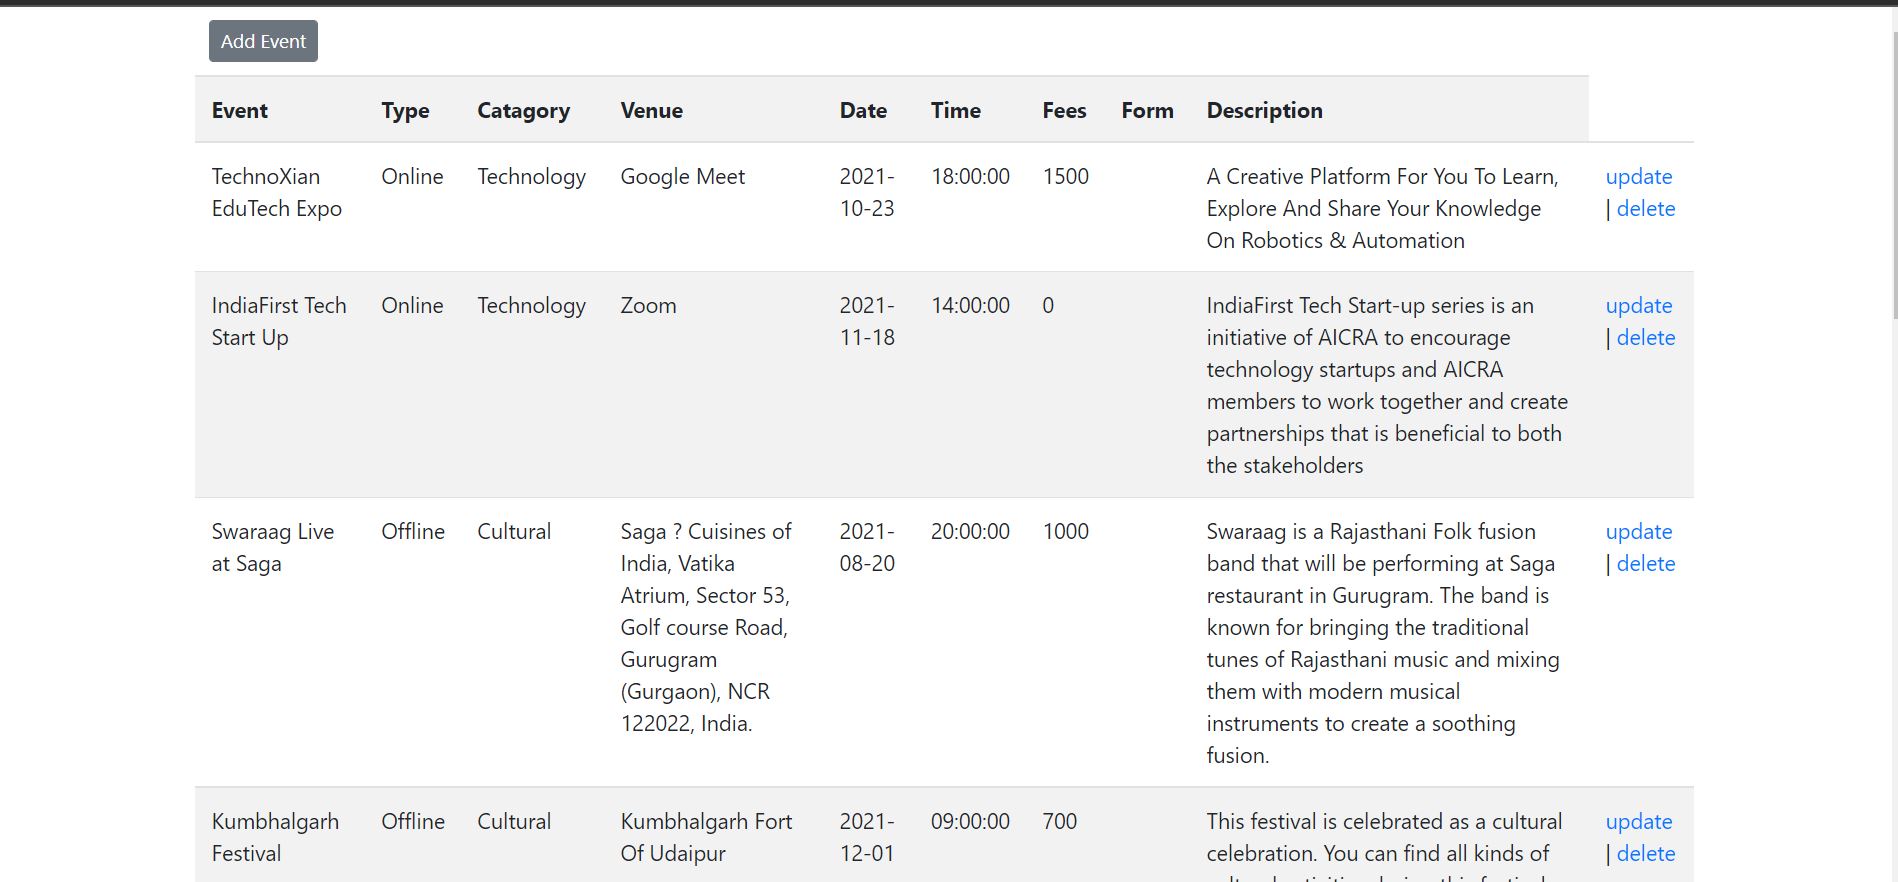 Add Event
Event Type Catagory Venue Date Time Fees Form Description
TechnoXian Online Technology Google Meet 2021- 18:00:00 1500 A Creative Platform For You To Learn, update
EduTech Expo 10-23 Explore And Share Your Knowledge | delete
On Robotics & Automation
IndiaFirst Tech Online Technology Zoom 2021- 14:00:00 0 IndiaFirst Tech Start-up series is an update
Start Up 11-18 initiative of AICRA to encourage | delete
technology startups and AICRA
members to work together and create
partnerships that is beneficial to both
the stakeholders
Swaraag Live Offline Cultural Saga ? Cuisines of 2021- 20:00:00 1000 Swaraag is a Rajasthani Folk fusion update
at Saga India, Vatika 08-20 band that will be performing at Saga | delete
Atrium, Sector 53, restaurant in Gurugram. The band is
Golf course Road, known for bringing the traditional
Gurugram tunes of Rajasthani music and mixing
(Gurgaon), NCR them with modern musical
122022, India. instruments to create a soothing
fusion.
Kumbhalgarh Offline Cultural Kumbhalgarh Fort 2021- 09:00:00 700 This festival is celebrated as a cultural update
Festival Of Udaipur 12-01 celebration. You can find all kinds of | delete